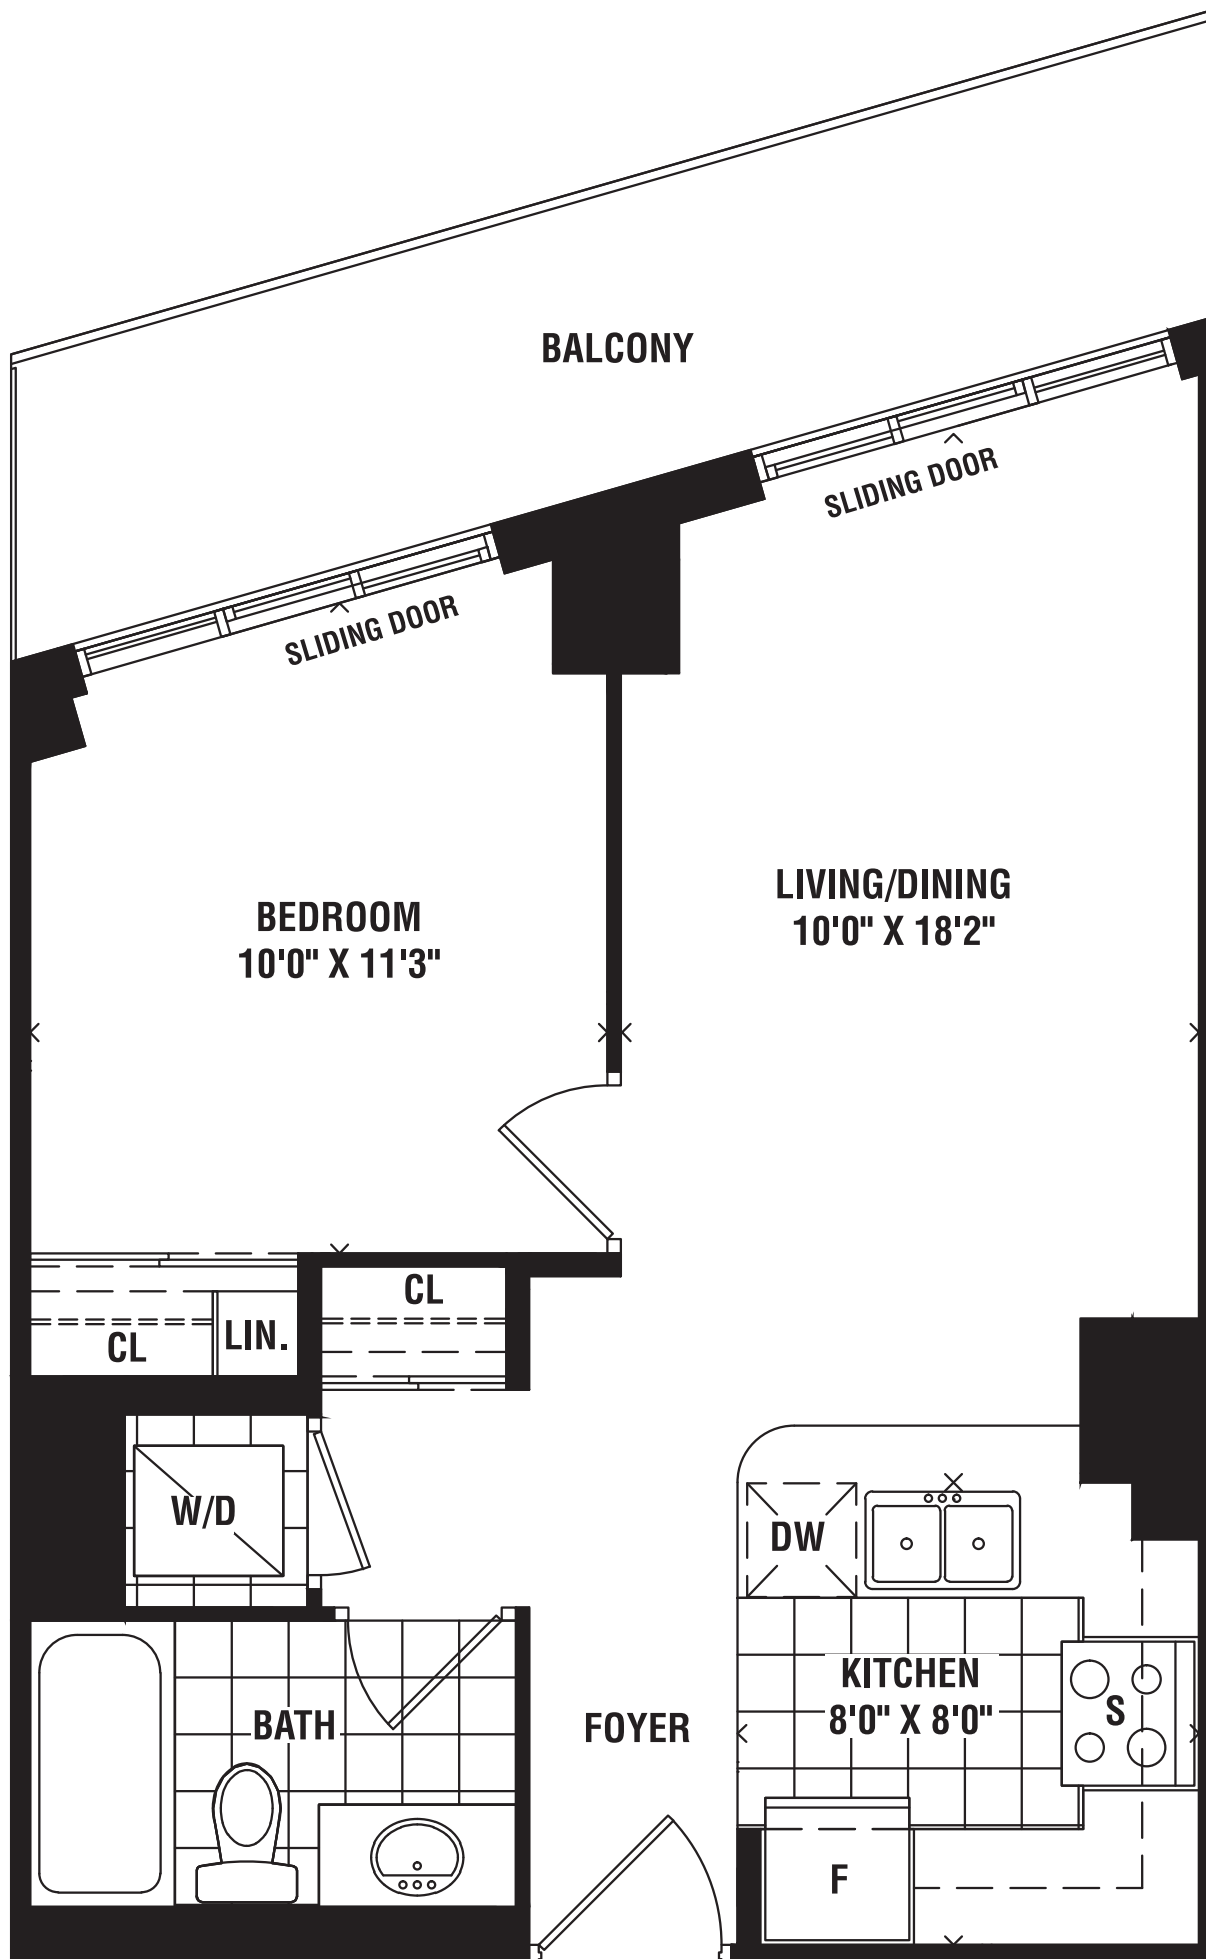 BALCONY
SLIDING DOOR
SLIDING DOOR
LIVING/DINING
10'0" X 18'2"
BEDROOM
10'0" X 11'3"
CL
CL
LIN.
W/D
DW
KITCHEN
8'0" X 8'0"
S
BATH
FOYER
F